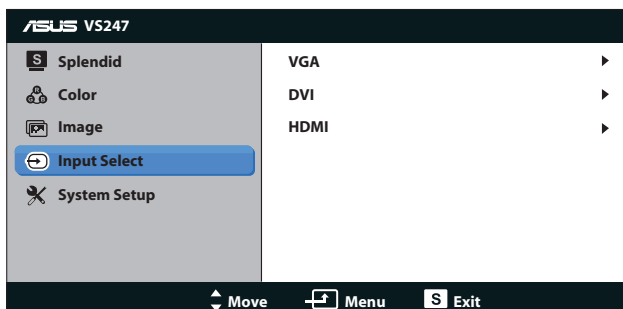 ASUS VS247
S Splendid
Color
Image
Input Select
System Setup
VGA
DVI
HDMI
Move Menu S Exit